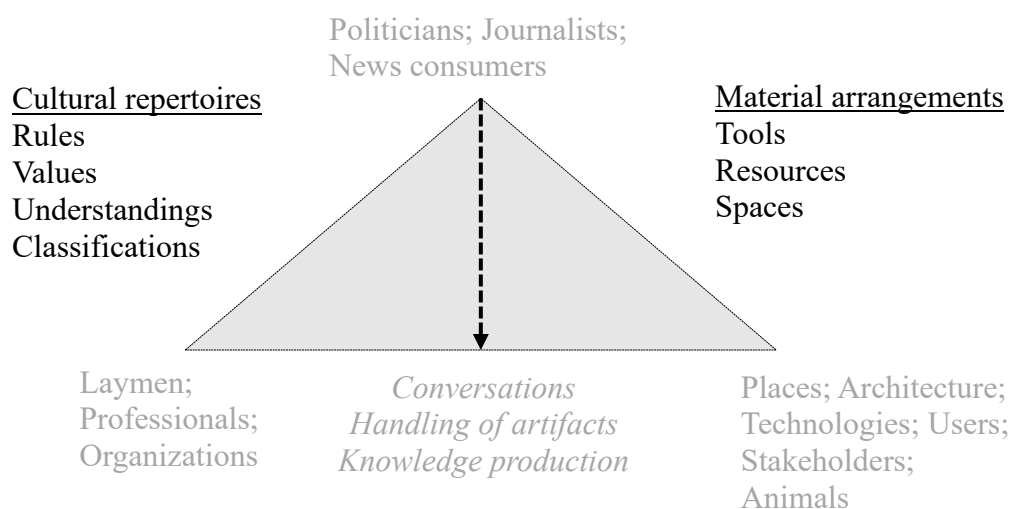 Politicians; Journalists;
News consumers
Cultural repertoires
Rules
Values
Understandings
Classifications
Material arrangements
Tools
Resources
Spaces
Laymen;
Professionals;
Organizations
Conversations
Handling of artifacts
Knowledge production
Places; Architecture;
Technologies; Users;
Stakeholders;
Animals